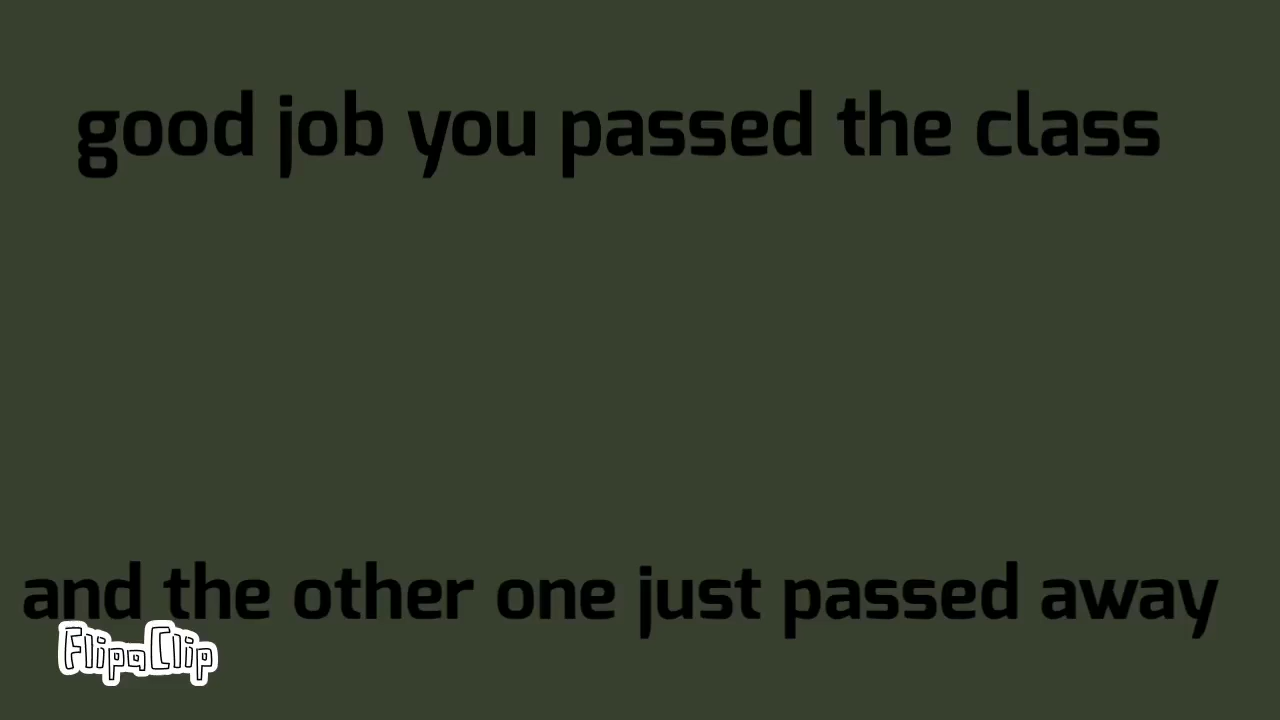 good job you passed the class
and the other one just passed away
FlipaClip